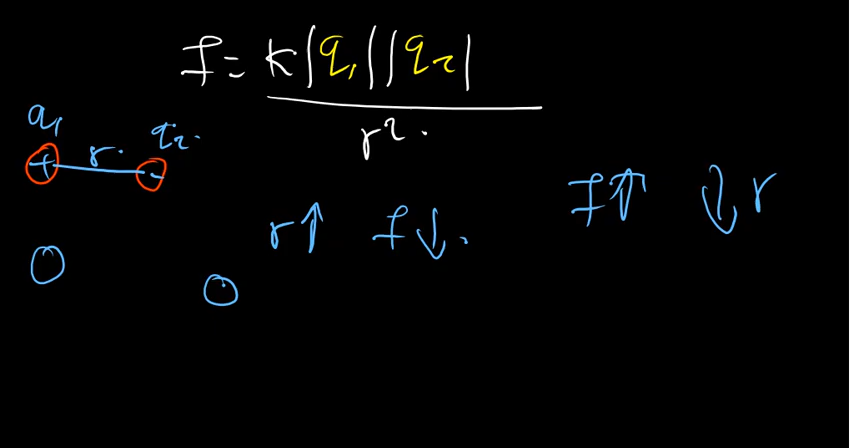 F = k|q₁||q₂|
r².
q₁
q₂.
+ r. -
r↑ F↓.
F↑ ↓r